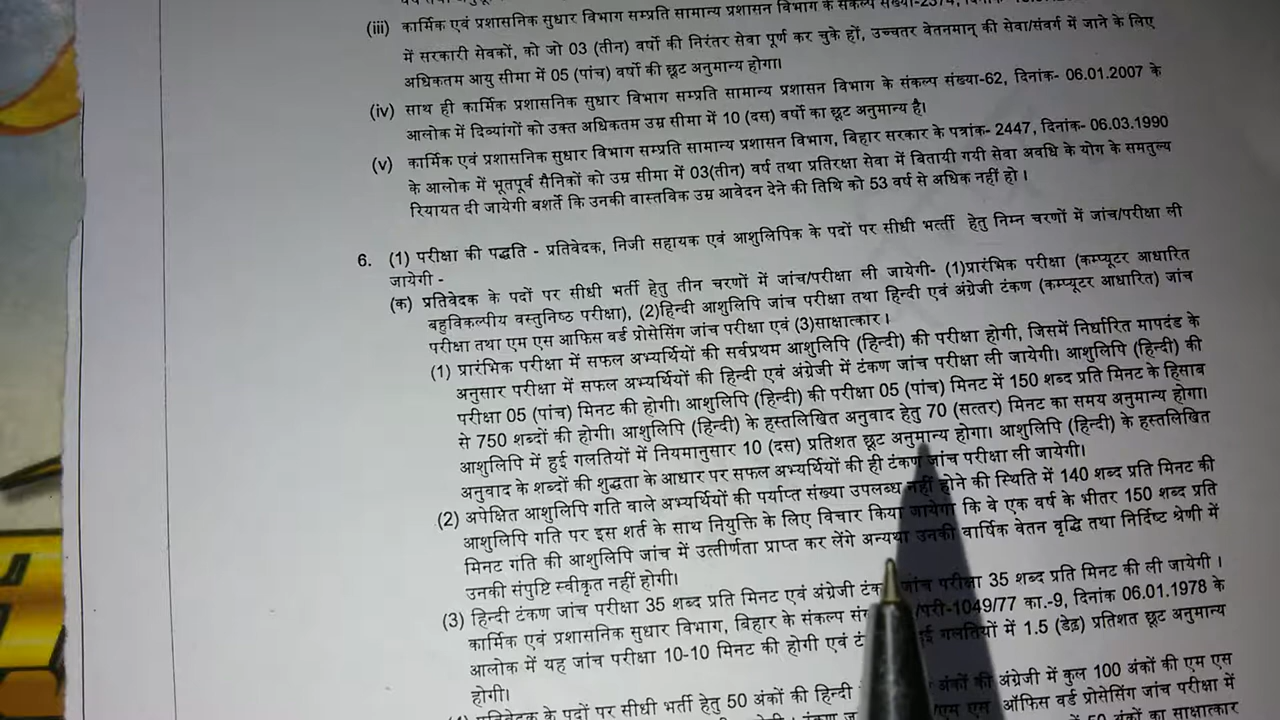 (iii) कार्मिक एवं प्रशासनिक सुधार विभाग सम्प्रति सामान्य प्रशासन विभाग के संकल्प संख्या-2374,
में सरकारी सेवकों, को जो 03 (तीन) वर्षों की निरंतर सेवा पूर्ण कर चुके हों, उच्चतर वेतनमान् की सेवा/संवर्ग में जाने के लिए
अधिकतम आयु सीमा में 05 (पांच) वर्षों की छूट अनुमान्य होगा।
(iv) साथ ही कार्मिक प्रशासनिक सुधार विभाग सम्प्रति सामान्य प्रशासन विभाग के संकल्प संख्या-62, दिनांक- 06.01.2007 के
आलोक में दिव्यांगों को उक्त अधिकतम उम्र सीमा में 10 (दस) वर्षो का छूट अनुमान्य है।
(v) कार्मिक एवं प्रशासनिक सुधार विभाग सम्प्रति सामान्य प्रशासन विभाग, बिहार सरकार के पत्रांक- 2447, दिनांक- 06.03.1990
के आलोक में भूतपूर्व सैनिकों को उम्र सीमा में 03(तीन) वर्ष तथा प्रतिरक्षा सेवा में बितायी गयी सेवा अवधि के योग के समतुल्य
रियायत दी जायेगी बशर्ते कि उनकी वास्तविक उम्र आवेदन देने की तिथि को 53 वर्ष से अधिक नहीं हो ।
6. (1) परीक्षा की पद्धति - प्रतिवेदक, निजी सहायक एवं आशुलिपिक के पदों पर सीधी भर्त्ती हेतु निम्न चरणों में जांच/परीक्षा ली
जायेगी -
(क) प्रतिवेदक के पदों पर सीधी भर्ती हेतु तीन चरणों में जांच/परीक्षा ली जायेगी- (1)प्रारंभिक परीक्षा (कम्प्यूटर आधारित
बहुविकल्पीय वस्तुनिष्ठ परीक्षा), (2)हिन्दी आशुलिपि जांच परीक्षा तथा हिन्दी एवं अंग्रेजी टंकण (कम्प्यूटर आधारित) जांच
परीक्षा तथा एम एस आफिस वर्ड प्रोसेसिंग जांच परीक्षा एवं (3)साक्षात्कार ।
(1) प्रारंभिक परीक्षा में सफल अभ्यर्थियों की सर्वप्रथम आशुलिपि (हिन्दी) की परीक्षा होगी, जिसमें निर्धारित मापदंड के
अनुसार परीक्षा में सफल अभ्यर्थियों की हिन्दी एवं अंग्रेजी में टंकण जांच परीक्षा ली जायेगी। आशुलिपि (हिन्दी) की
परीक्षा 05 (पांच) मिनट की होगी। आशुलिपि (हिन्दी) की परीक्षा 05 (पांच) मिनट में 150 शब्द प्रति मिनट के हिसाब
से 750 शब्दों की होगी। आशुलिपि (हिन्दी) के हस्तलिखित अनुवाद हेतु 70 (सत्तर) मिनट का समय अनुमान्य होगा।
आशुलिपि में हुई गलतियों में नियमानुसार 10 (दस) प्रतिशत छूट अनुमान्य होगा। आशुलिपि (हिन्दी) के हस्तलिखित
अनुवाद के शब्दों की शुद्धता के आधार पर सफल अभ्यर्थियों की ही टंकण जांच परीक्षा ली जायेगी।
(2) अपेक्षित आशुलिपि गति वाले अभ्यर्थियों की पर्याप्त संख्या उपलब्ध नहीं होने की स्थिति में 140 शब्द प्रति मिनट की
आशुलिपि गति पर इस शर्त के साथ नियुक्ति के लिए विचार किया जायेगा कि वे एक वर्ष के भीतर 150 शब्द प्रति
मिनट गति की आशुलिपि जांच में उत्तीर्णता प्राप्त कर लेंगे अन्यथा उनकी वार्षिक वेतन वृद्धि तथा निर्दिष्ट श्रेणी में
उनकी संपुष्टि स्वीकृत नहीं होगी।
(3) हिन्दी टंकण जांच परीक्षा 35 शब्द प्रति मिनट एवं अंग्रेजी टंकण जांच परीक्षा 35 शब्द प्रति मिनट की ली जायेगी ।
कार्मिक एवं प्रशासनिक सुधार विभाग, बिहार के संकल्प /परी-1049/77 का.-9, दिनांक 06.01.1978 के
आलोक में यह जांच परीक्षा 10-10 मिनट की होगी एवं गलतियों में 1.5 (डेढ़) प्रतिशत छूट अनुमान्य
होगी।
प्रतिवेदक के पदों पर सीधी भर्ती हेतु 50 अंकों की हिन्दी अंकों की अंग्रेजी में कुल 100 अंकों की एम एस
/एम एस ऑफिस वर्ड प्रोसेसिंग जांच परीक्षा में
अंकों का साक्षात्कार